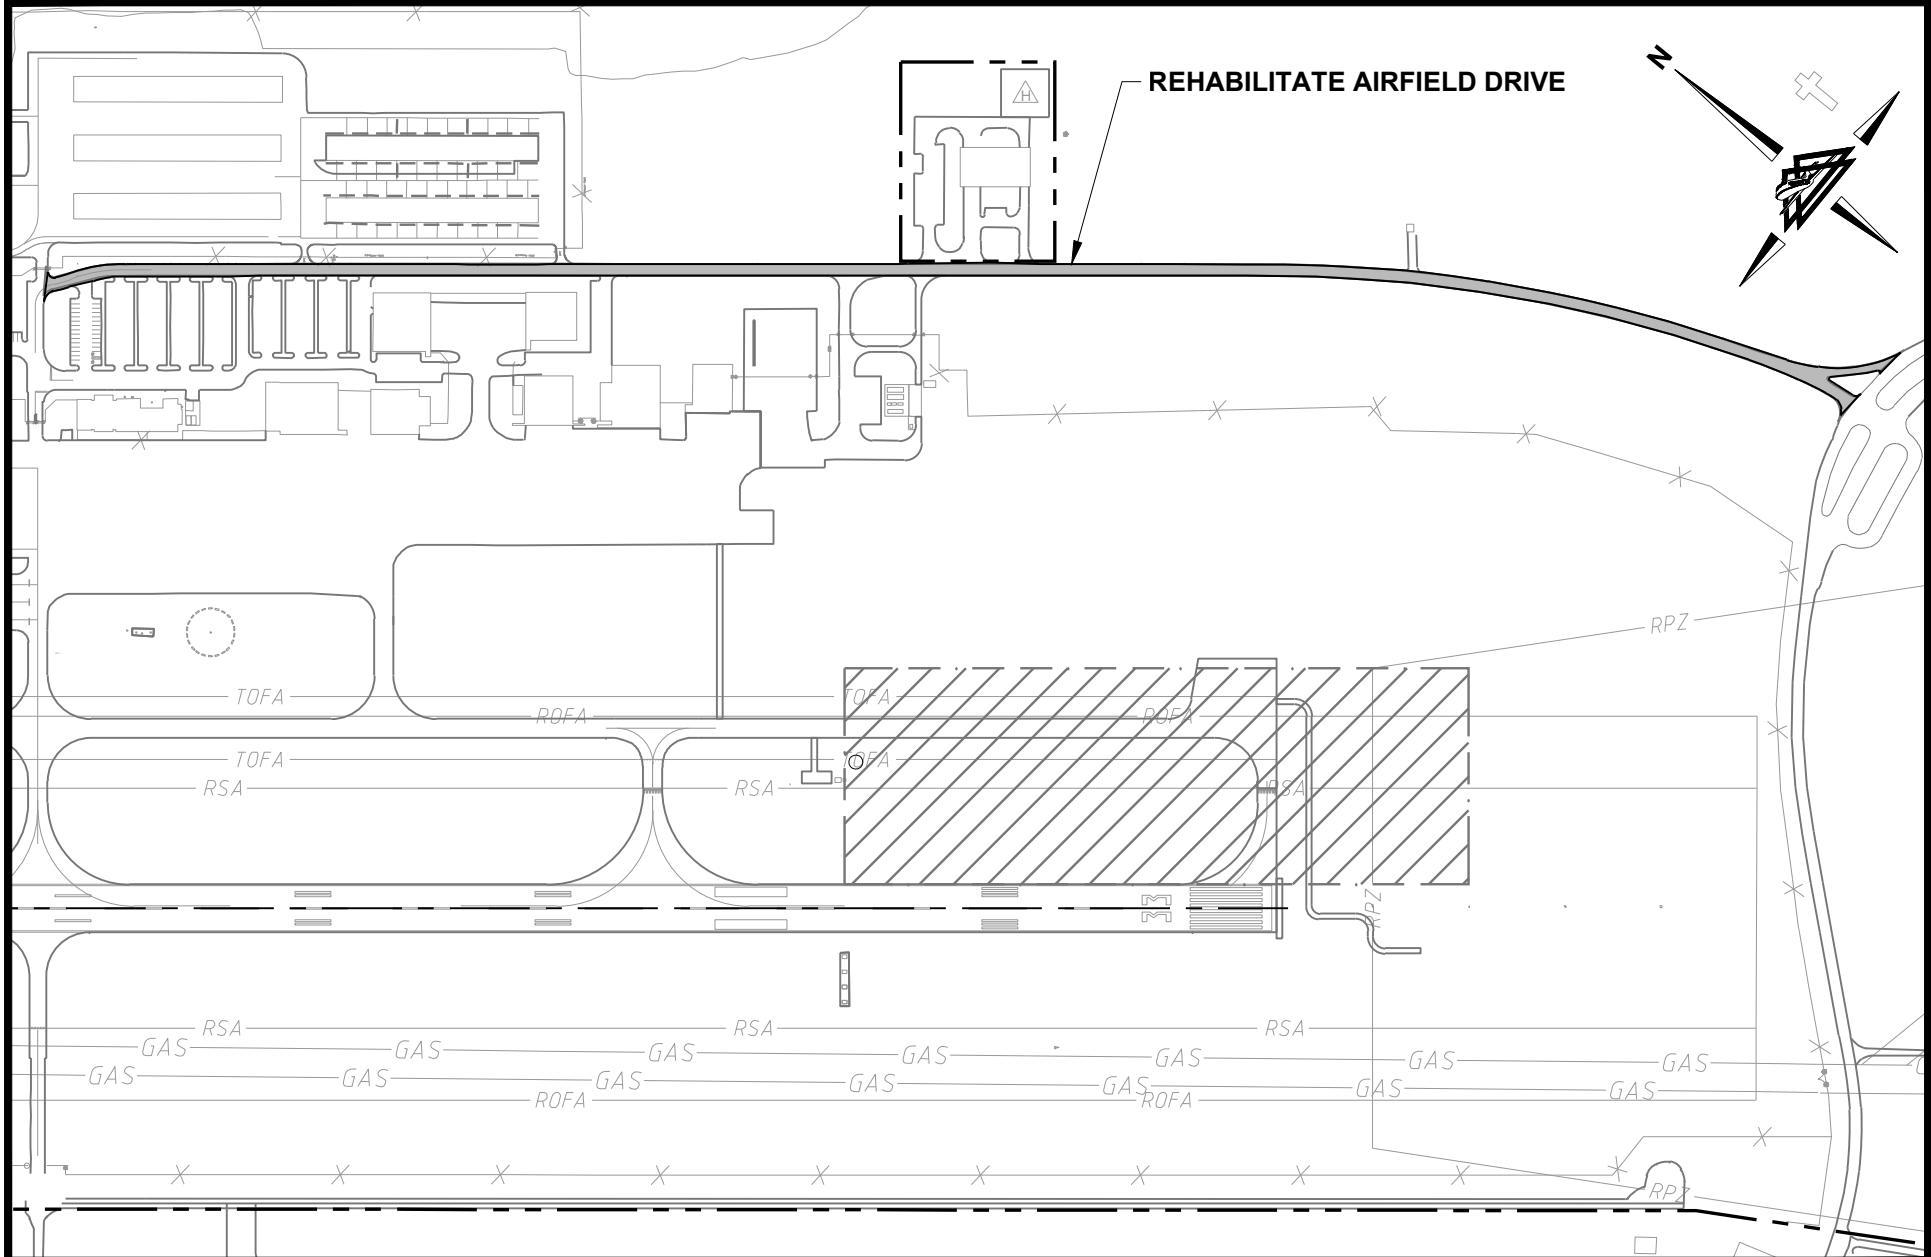 N
REHABILITATE AIRFIELD DRIVE
H
RPZ
TOFA TOFA
ROFA ROFA
TOFA TOFA
RSA RSA RSA
RPZ
RSA RSA RSA
GAS GAS GAS GAS GAS GAS GAS
GAS GAS GAS GAS GAS GAS GAS
ROFA ROFA
RPZ